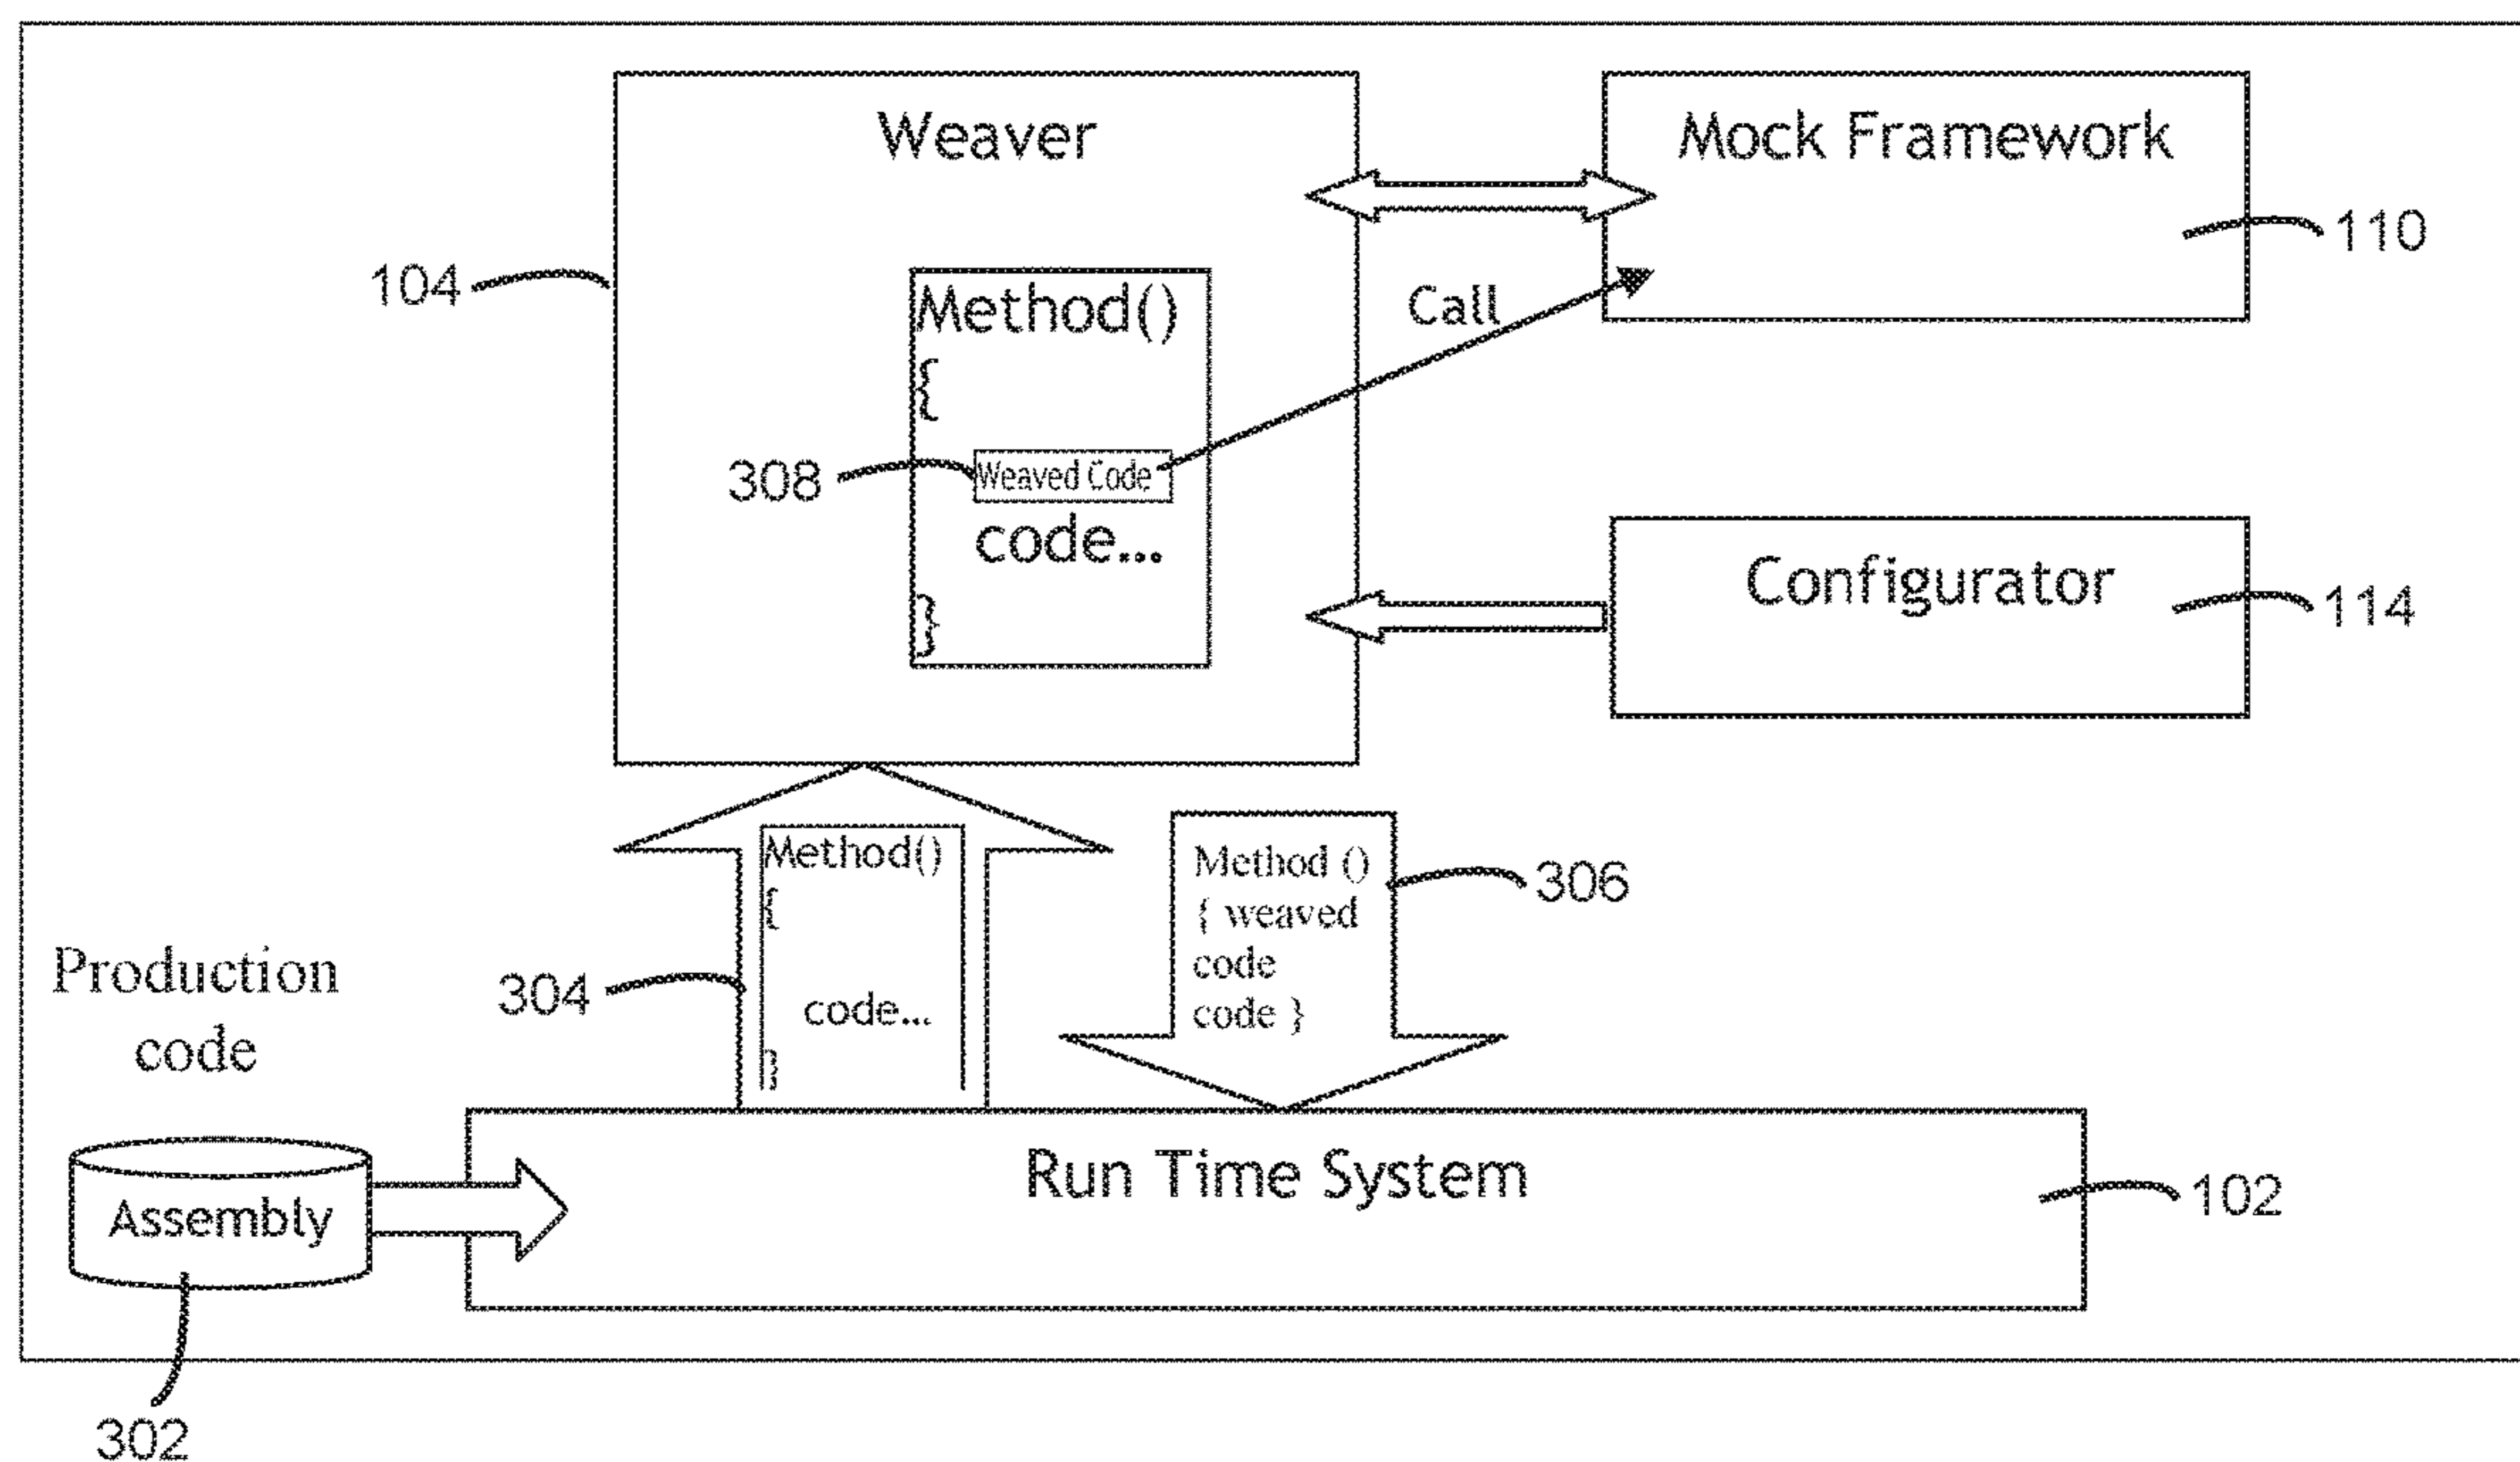 Weaver
Mock Framework
110
104
Method()
Call
{
308
Weaved Code
code...
Configurator
114
}
Method()
{
code...
}
304
Method ()
{ weaved
code
code }
306
Production
code
Assembly
Run Time System
102
302